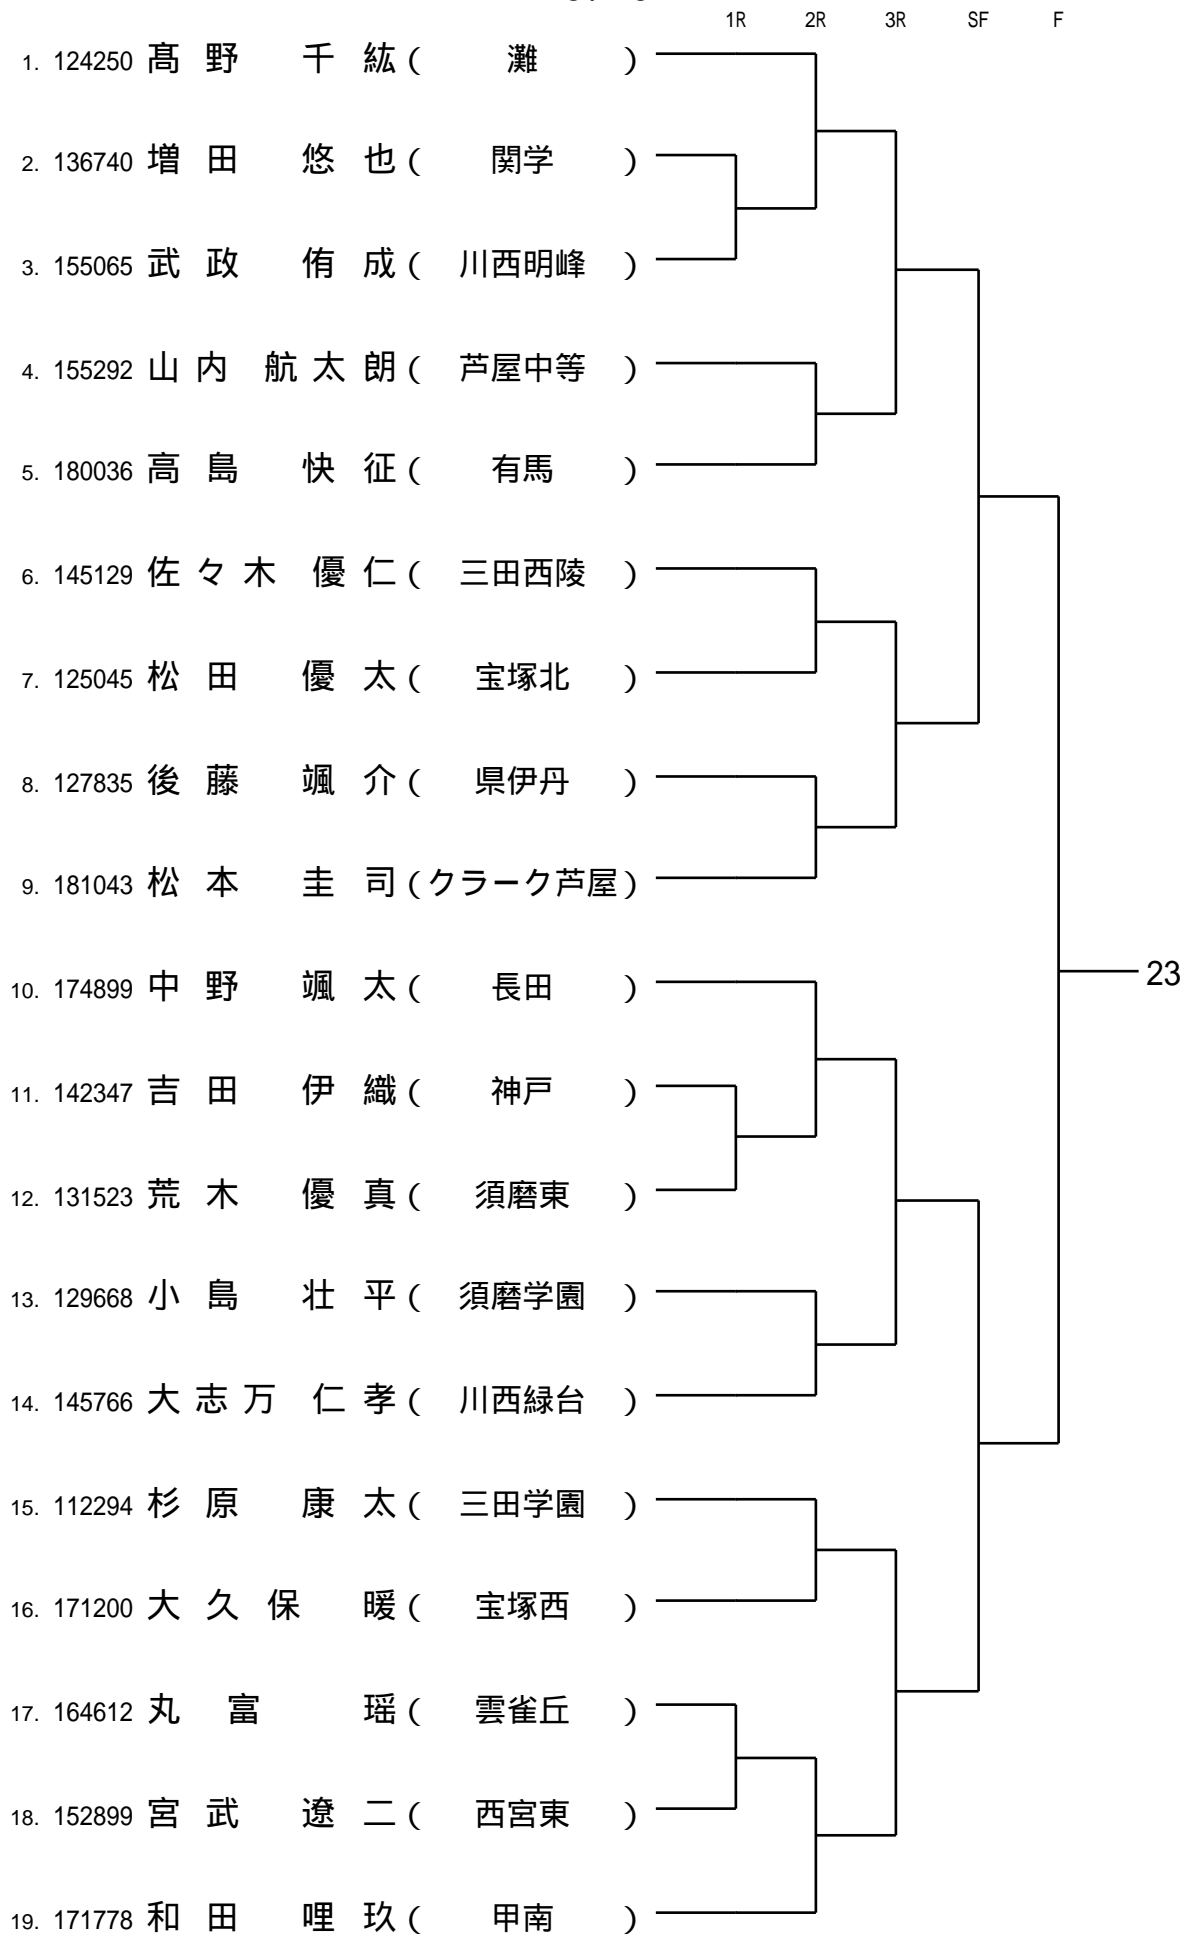 1R 2R 3R SF F
1. 124250 髙野 千紘 ( 灘 )
2. 136740 増田 悠也 ( 関学 )
3. 155065 武政 侑成 ( 川西明峰 )
4. 155292 山内 航太朗 ( 芦屋中等 )
5. 180036 高島 快征 ( 有馬 )
6. 145129 佐々木 優仁 ( 三田西陵 )
7. 125045 松田 優太 ( 宝塚北 )
8. 127835 後藤 颯介 ( 県伊丹 )
9. 181043 松本 圭司 (クラーク芦屋)
23
10. 174899 中野 颯太 ( 長田 )
11. 142347 吉田 伊織 ( 神戸 )
12. 131523 荒木 優真 ( 須磨東 )
13. 129668 小島 壮平 ( 須磨学園 )
14. 145766 大志万 仁孝 ( 川西緑台 )
15. 112294 杉原 康太 ( 三田学園 )
16. 171200 大久保 暖 ( 宝塚西 )
17. 164612 丸富 瑶 ( 雲雀丘 )
18. 152899 宮武 遼二 ( 西宮東 )
19. 171778 和田 哩玖 ( 甲南 )